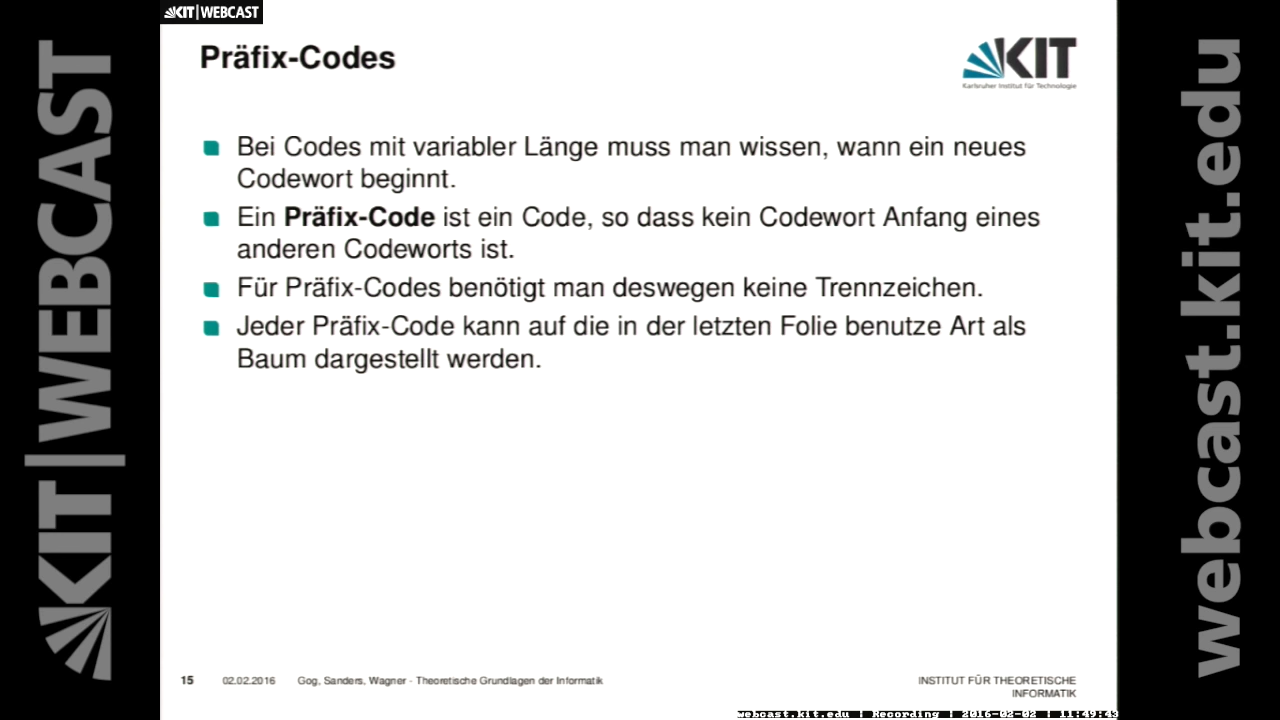 KIT|WEBCAST
Präfix-Codes
KIT
Karlsruher Institut für Technologie
Bei Codes mit variabler Länge muss man wissen, wann ein neues
Codewort beginnt.
Ein Präfix-Code ist ein Code, so dass kein Codewort Anfang eines
anderen Codeworts ist.
Für Präfix-Codes benötigt man deswegen keine Trennzeichen.
Jeder Präfix-Code kann auf die in der letzten Folie benutze Art als
Baum dargestellt werden.
15 02.02.2016 Gog, Sanders, Wagner - Theoretische Grundlagen der Informatik
INSTITUT FÜR THEORETISCHE
INFORMATIK
webcast.kit.edu | Recording | 2016-02-02 | 11:49:43
KIT|WEBCAST
webcast.kit.edu